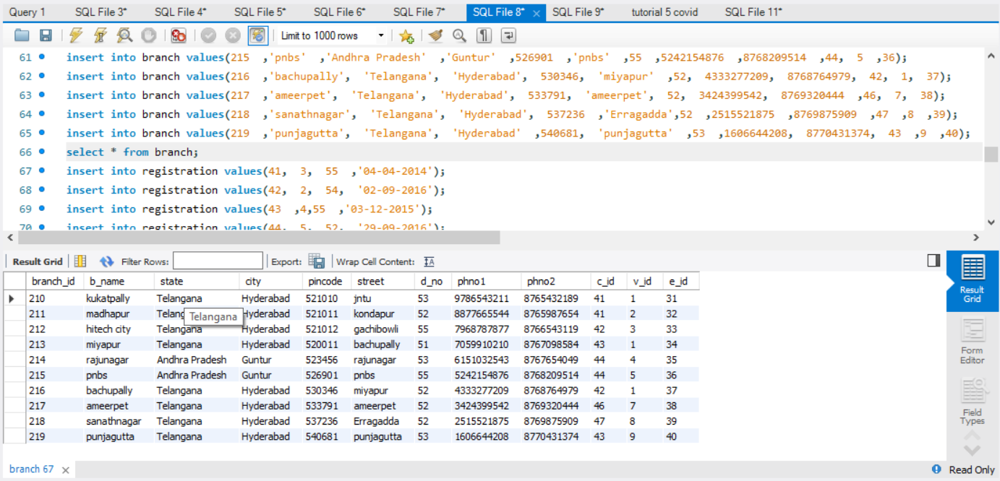 Query 1 SQL File 3* SQL File 4* SQL File 5* SQL File 6* SQL File 7* SQL File 8* SQL File 9* tutorial 5 covid SQL File 11*
Limit to 1000 rows
61 insert into branch values(215 ,'pnbs' ,'Andhra Pradesh' ,'Guntur' ,526901 ,'pnbs' ,55 ,5242154876 ,8768209514 ,44, 5 ,36);
62 insert into branch values(216 ,'bachupally', 'Telangana', 'Hyderabad', 530346, 'miyapur' ,52, 4333277209, 8768764979, 42, 1, 37);
63 insert into branch values(217 ,'ameerpet', 'Telangana', 'Hyderabad', 533791, 'ameerpet', 52, 3424399542, 8769320444 ,46, 7, 38);
64 insert into branch values(218 ,'sanathnagar', 'Telangana', 'Hyderabad', 537236 ,'Erragadda',52 ,2515521875 ,8769875909 ,47 ,8 ,39);
65 insert into branch values(219 ,'punjagutta', 'Telangana', 'Hyderabad' ,540681, 'punjagutta' ,53 ,1606644208, 8770431374, 43 ,9 ,40);
66 select * from branch;
67 insert into registration values(41, 3, 55 ,'04-04-2014');
68 insert into registration values(42, 2, 54, '02-09-2016');
69 insert into registration values(43 ,4,55 ,'03-12-2015');
70 insert into registration values(44, 5, 52, '29-09-2016');
Result Grid Filter Rows: Export: Wrap Cell Content:
branch_id b_name state city pincode street d_no phno1 phno2 c_id v_id e_id
210 kukatpally Telangana Hyderabad 521010 jntu 53 9786543211 8765432189 41 1 31
211 madhapur Telang Hyderabad 521011 kondapur 52 8877665544 8765987654 41 2 32
Telangana
212 hitech city Telangana Hyderabad 521012 gachibowli 55 7968787877 8766543119 42 3 33
213 miyapur Telangana Hyderabad 520011 bachupally 51 7059910210 8767098584 43 1 34
214 rajunagar Andhra Pradesh Guntur 523456 rajunagar 53 6151032543 8767654049 44 4 35
215 pnbs Andhra Pradesh Guntur 526901 pnbs 55 5242154876 8768209514 44 5 36
216 bachupally Telangana Hyderabad 530346 miyapur 52 4333277209 8768764979 42 1 37
217 ameerpet Telangana Hyderabad 533791 ameerpet 52 3424399542 8769320444 46 7 38
218 sanathnagar Telangana Hyderabad 537236 Erragadda 52 2515521875 8769875909 47 8 39
219 punjagutta Telangana Hyderabad 540681 punjagutta 53 1606644208 8770431374 43 9 40
Result
Grid
Form
Editor
Field
Types
branch 67 Read Only